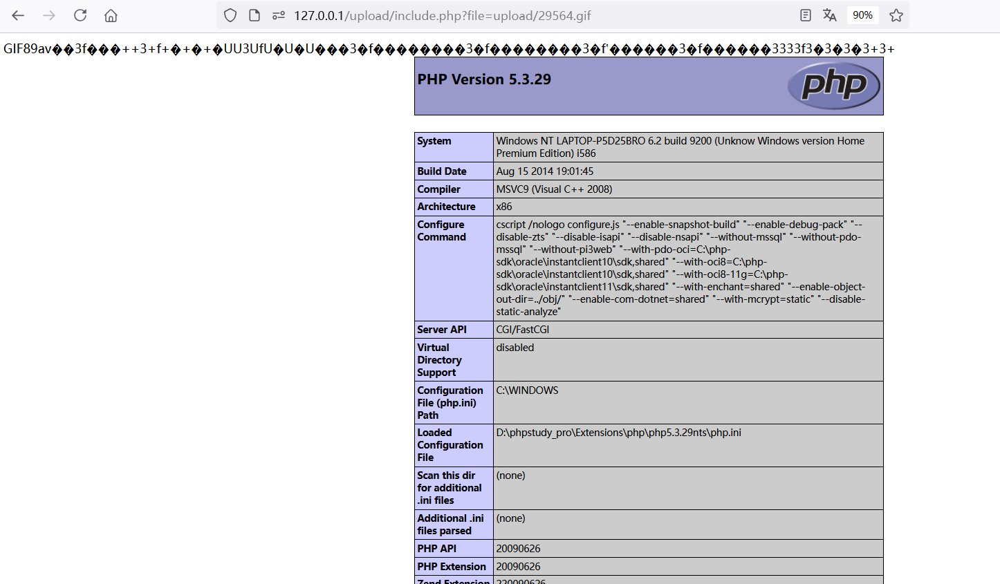 127.0.0.1/upload/include.php?file=upload/29564.gif
90%
GIF89av��3f���++3+f+�+�+�UU3UfU�U�U���3�f��������3�f��������3�f'������3�f������3333f3�3�3�3+3+
PHP Version 5.3.29
php
System
Windows NT LAPTOP-P5D25BRO 6.2 build 9200 (Unknow Windows version Home
Premium Edition) i586
Build Date
Aug 15 2014 19:01:45
Compiler
MSVC9 (Visual C++ 2008)
Architecture
x86
Configure
Command
cscript /nologo configure.js "--enable-snapshot-build" "--enable-debug-pack" "--
disable-zts" "--disable-isapi" "--disable-nsapi" "--without-mssql" "--without-pdo-
mssql" "--without-pi3web" "--with-pdo-oci=C:\php-
sdk\oracle\instantclient10\sdk,shared" "--with-oci8=C:\php-
sdk\oracle\instantclient10\sdk,shared" "--with-oci8-11g=C:\php-
sdk\oracle\instantclient11\sdk,shared" "--with-enchant=shared" "--enable-object-
out-dir=../obj/" "--enable-com-dotnet=shared" "--with-mcrypt=static" "--disable-
static-analyze"
Server API
CGI/FastCGI
Virtual
Directory
Support
disabled
Configuration
File (php.ini)
Path
C:\WINDOWS
Loaded
Configuration
File
D:\phpstudy_pro\Extensions\php\php5.3.29nts\php.ini
Scan this dir
for additional
.ini files
(none)
Additional .ini
files parsed
(none)
PHP API
20090626
PHP Extension
20090626
Zend Extension
220090626